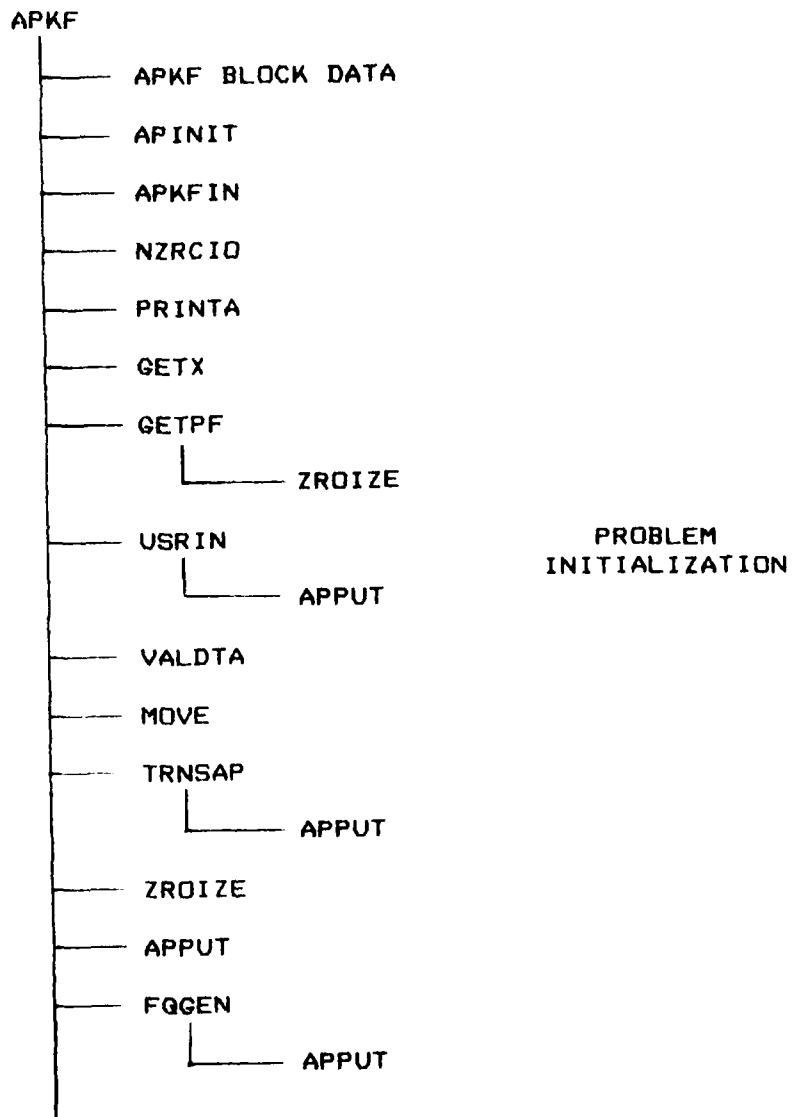 APKF
APKF BLOCK DATA
APINIT
APKFIN
NZRCIO
PRINTA
GETX
GETPF
ZROIZE
USRIN
PROBLEM
INITIALIZATION
APPUT
VALDTA
MOVE
TRNSAP
APPUT
ZROIZE
APPUT
FQGEN
APPUT